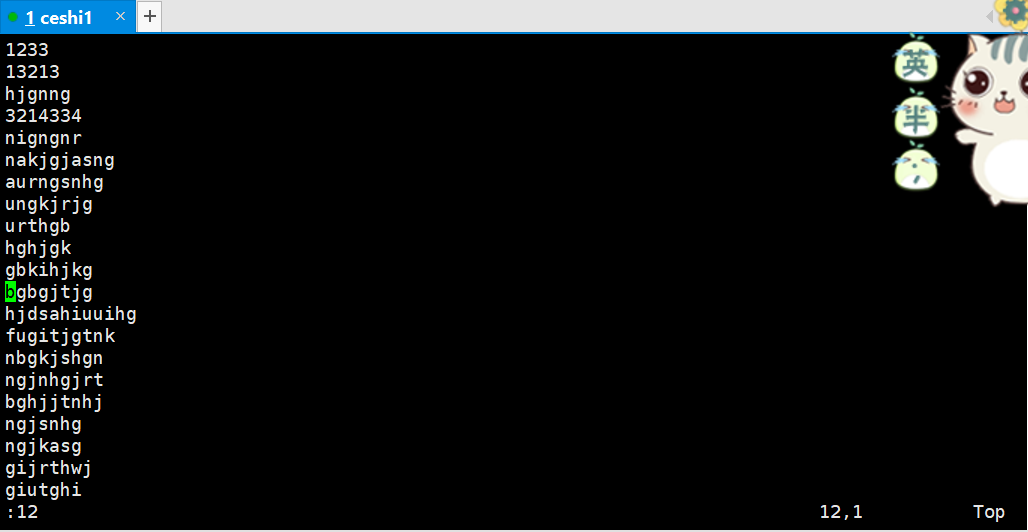 1 ceshi1 × +
英
半
1233
13213
hjgnng
3214334
nigngnr
nakjgjasng
aurngsnhg
ungkjrjg
urthgb
hghjgk
gbkihjkg
bgbgjtjg
hjdsahiuuihg
fugitjgtnk
nbgkjshgn
ngjnhgjrt
bghjjtnhj
ngjsnhg
ngjkasg
gijrthwj
giutghi
:12 12,1 Top